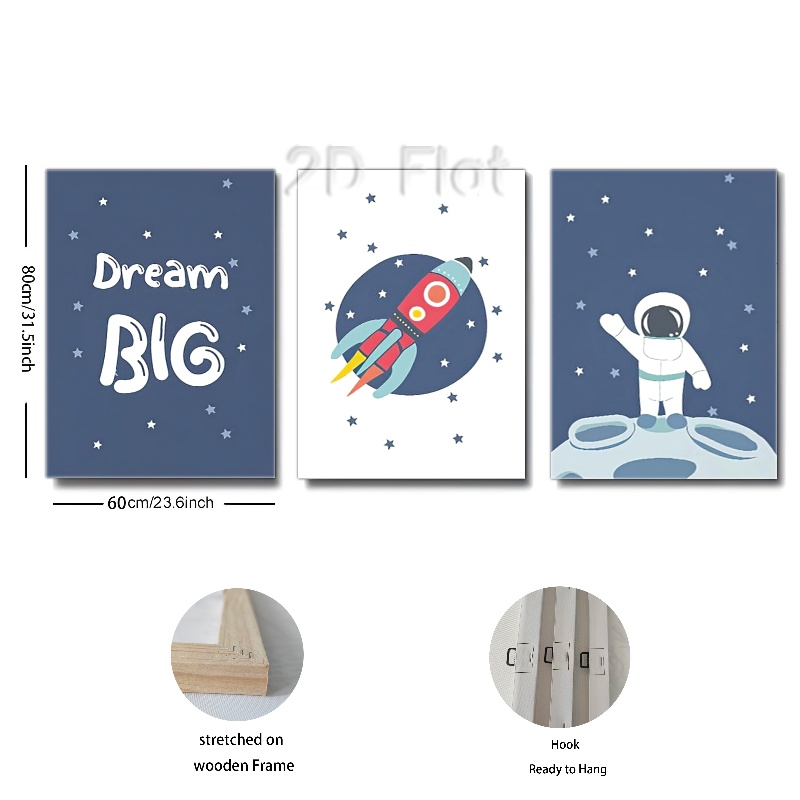 2D Flat
Dream
BIG
80cm/31.5inch
60cm/23.6inch
stretched on
wooden Frame
Hook
Ready to Hang